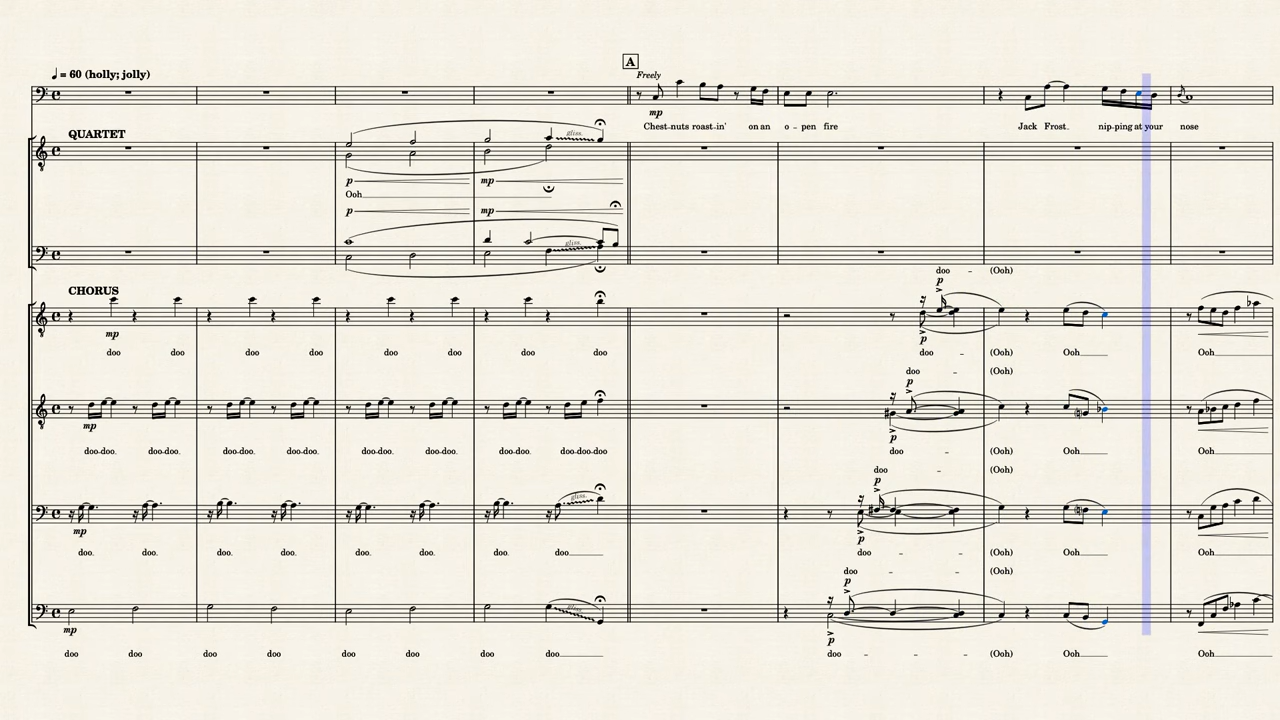 A
♩ = 60 (holly; jolly)
Freely
mp
Chest-nuts roast-in' on an o - pen fire Jack Frost nip-ping at your nose
QUARTET
gliss.
p mp
Ooh
p mp
gliss.
doo - (Ooh)
p
CHORUS
mp
p
doo doo doo doo doo doo doo doo doo doo - (Ooh) Ooh Ooh
doo - (Ooh)
p
mp
p
doo-doo. doo-doo. doo-doo. doo-doo. doo-doo. doo-doo. doo-doo. doo-doo-doo doo - (Ooh) Ooh Ooh
doo - (Ooh)
p
gliss.
mp
p
doo. doo. doo. doo. doo. doo. doo. doo doo - - (Ooh) Ooh Ooh
doo - - (Ooh)
p
gliss.
mp
p
doo doo doo doo doo doo doo doo doo - - - (Ooh) Ooh Ooh